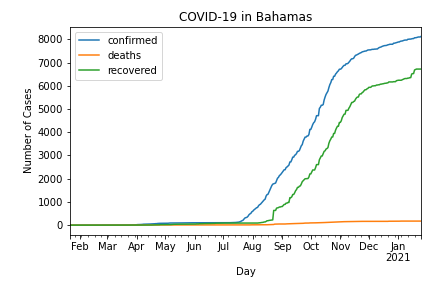 COVID-19 in Bahamas
confirmed
deaths
recovered
Number of Cases
8000
7000
6000
5000
4000
3000
2000
1000
0
Feb Mar Apr May Jun Jul Aug Sep Oct Nov Dec Jan
2021
Day